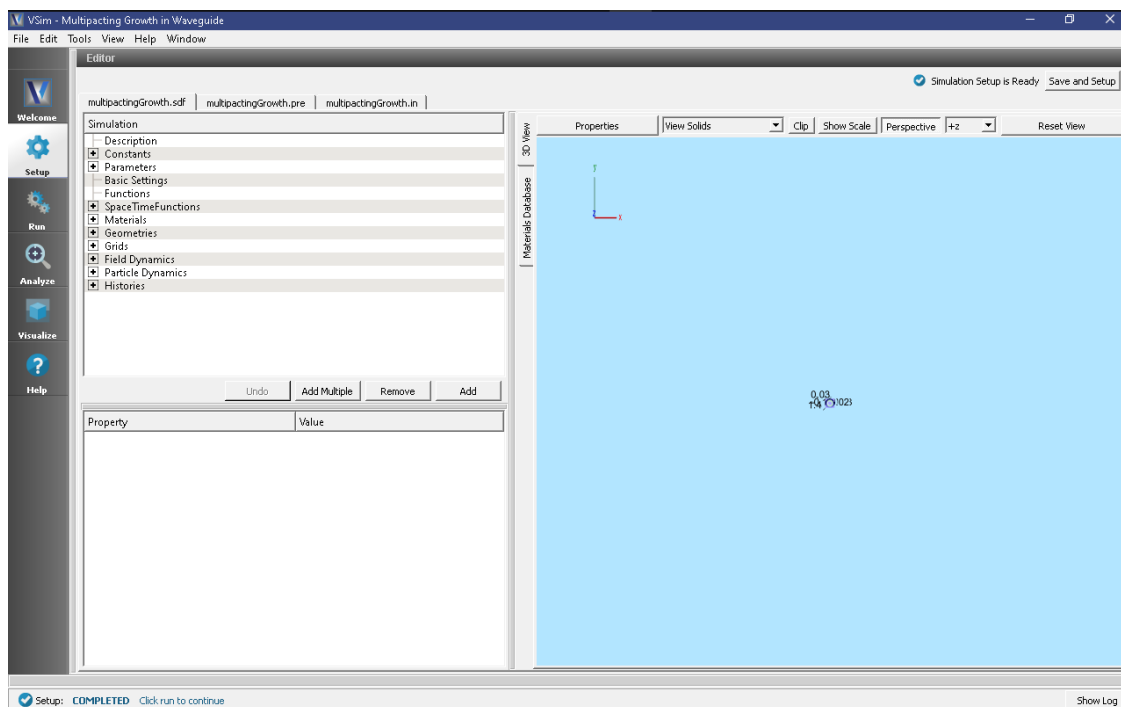 VSim - Multipacting Growth in Waveguide
File Edit Tools View Help Window
Editor
Simulation Setup is Ready Save and Setup
Welcome
Setup
Run
Analyze
Visualize
Help
multipactingGrowth.sdf multipactingGrowth.pre multipactingGrowth.in
Simulation
Description
Constants
Parameters
Basic Settings
Functions
SpaceTimeFunctions
Materials
Geometries
Grids
Field Dynamics
Particle Dynamics
Histories
Undo Add Multiple Remove Add
Property Value
3D View
Materials Database
Properties View Solids Clip Show Scale Perspective +z Reset View
y
z x
0.03
Setup: COMPLETED Click run to continue
Show Log